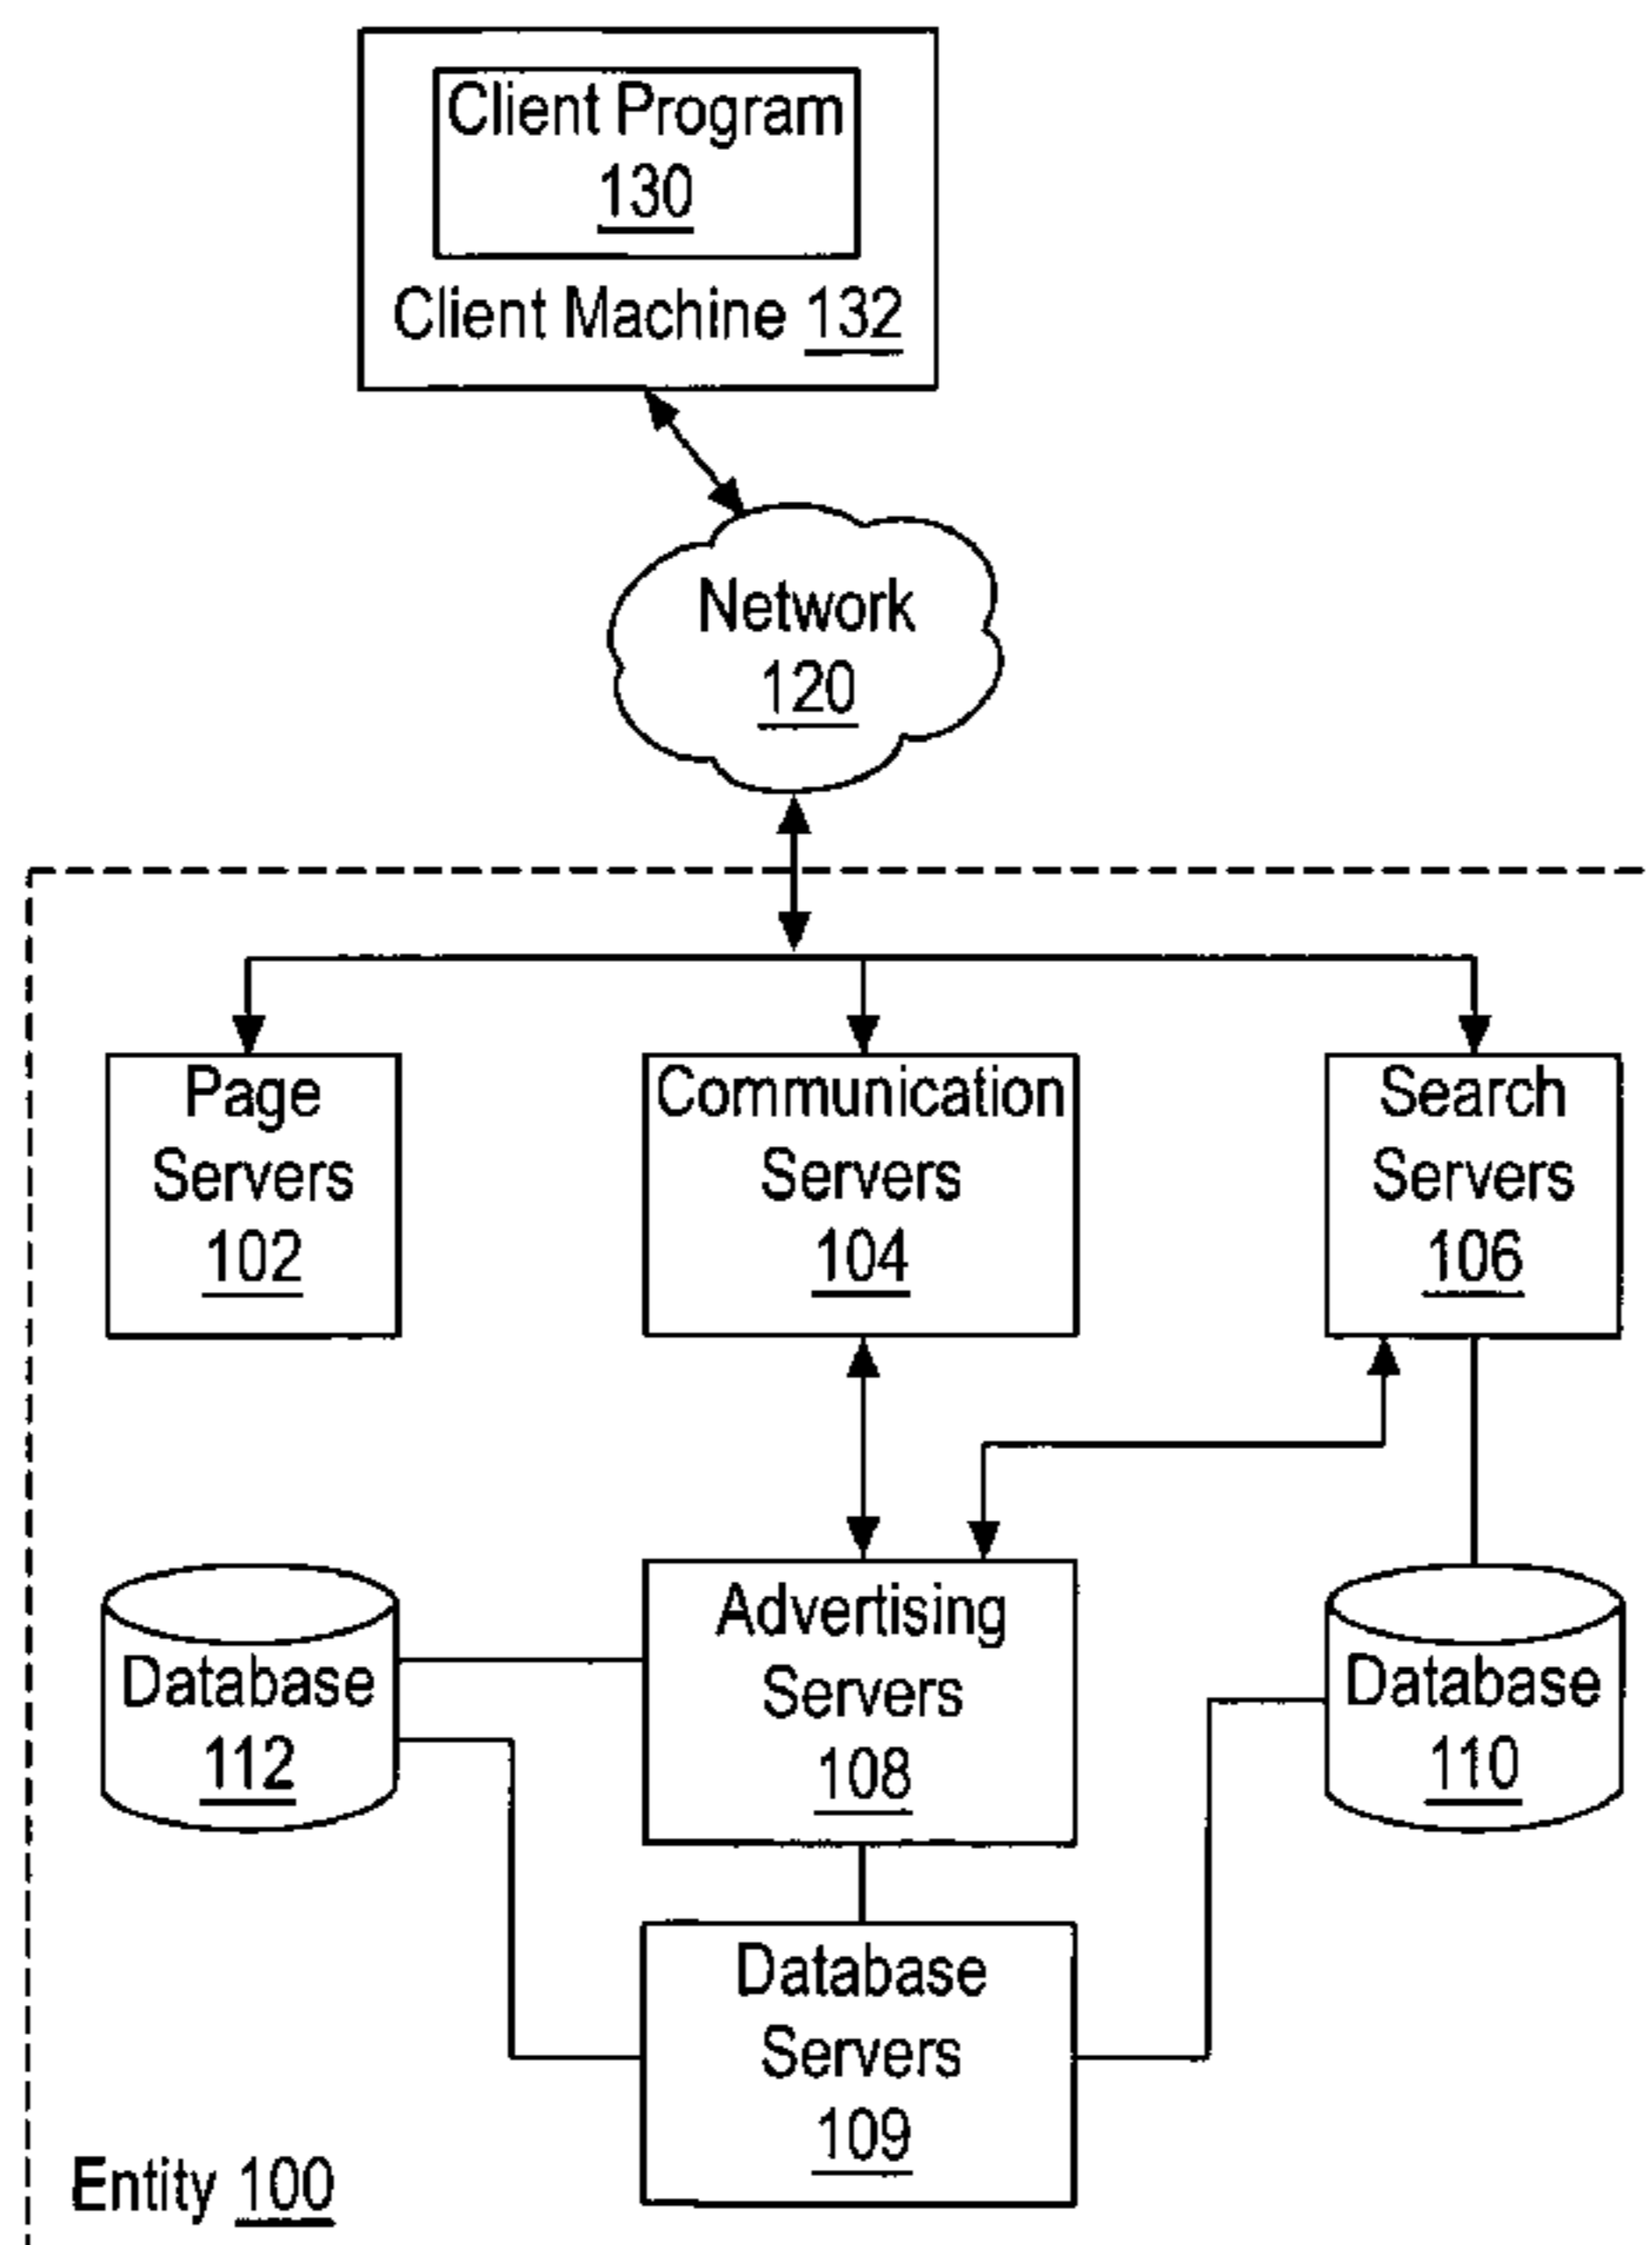 Client Program
130
Client Machine 132
Network
120
Page
Servers
102
Communication
Servers
104
Search
Servers
106
Database
112
Advertising
Servers
108
Database
110
Database
Servers
109
Entity 100